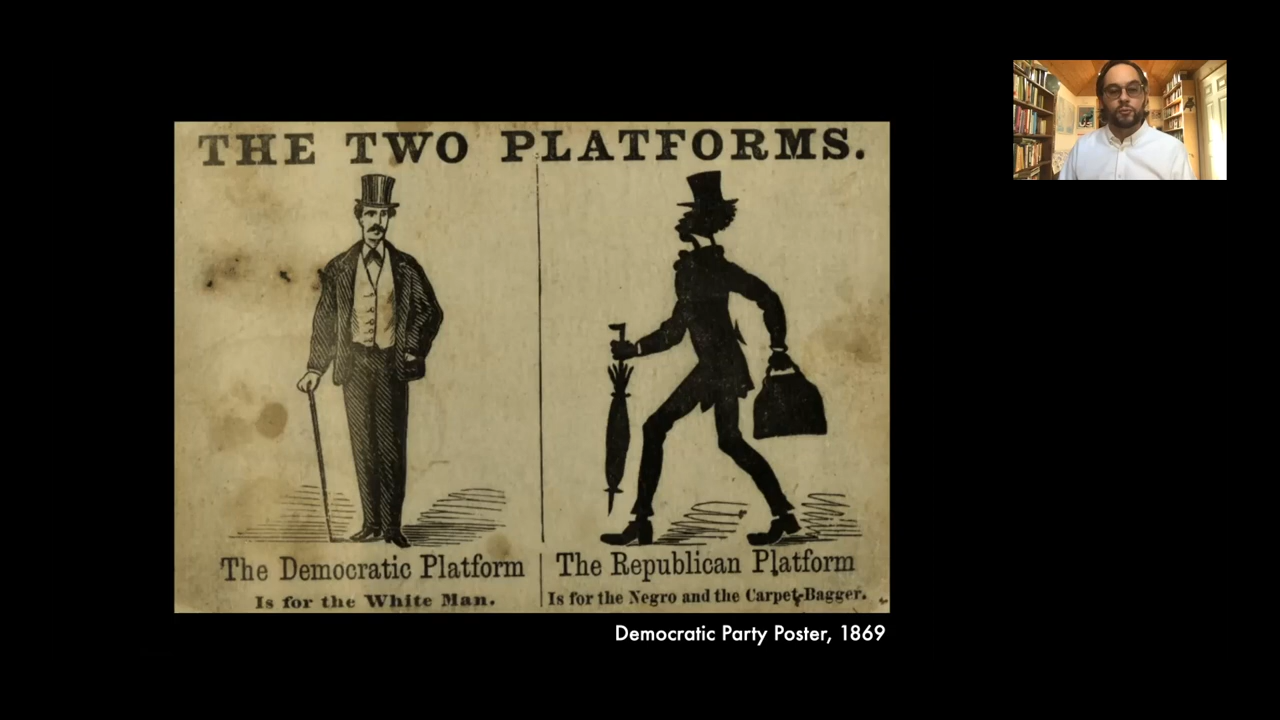 THE TWO PLATFORMS.
The Democratic Platform
Is for the White Man.
The Republican Platform
Is for the Negro and the Carpet-Bagger.
Democratic Party Poster, 1869